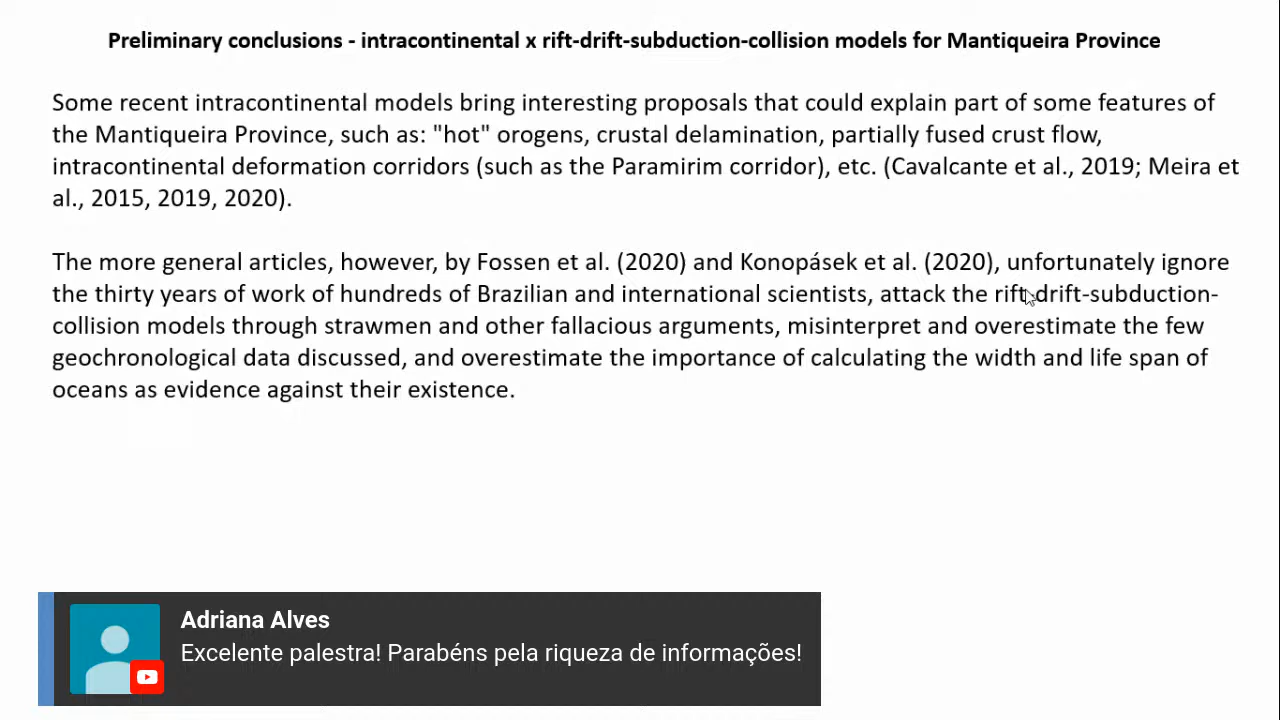 Preliminary conclusions - intracontinental x rift-drift-subduction-collision models for Mantiqueira Province
Some recent intracontinental models bring interesting proposals that could explain part of some features of
the Mantiqueira Province, such as: "hot" orogens, crustal delamination, partially fused crust flow,
intracontinental deformation corridors (such as the Paramirim corridor), etc. (Cavalcante et al., 2019; Meira et
al., 2015, 2019, 2020).
The more general articles, however, by Fossen et al. (2020) and Konopásek et al. (2020), unfortunately ignore
the thirty years of work of hundreds of Brazilian and international scientists, attack the rift-drift-subduction-
collision models through strawmen and other fallacious arguments, misinterpret and overestimate the few
geochronological data discussed, and overestimate the importance of calculating the width and life span of
oceans as evidence against their existence.
Adriana Alves
Excelente palestra! Parabéns pela riqueza de informações!